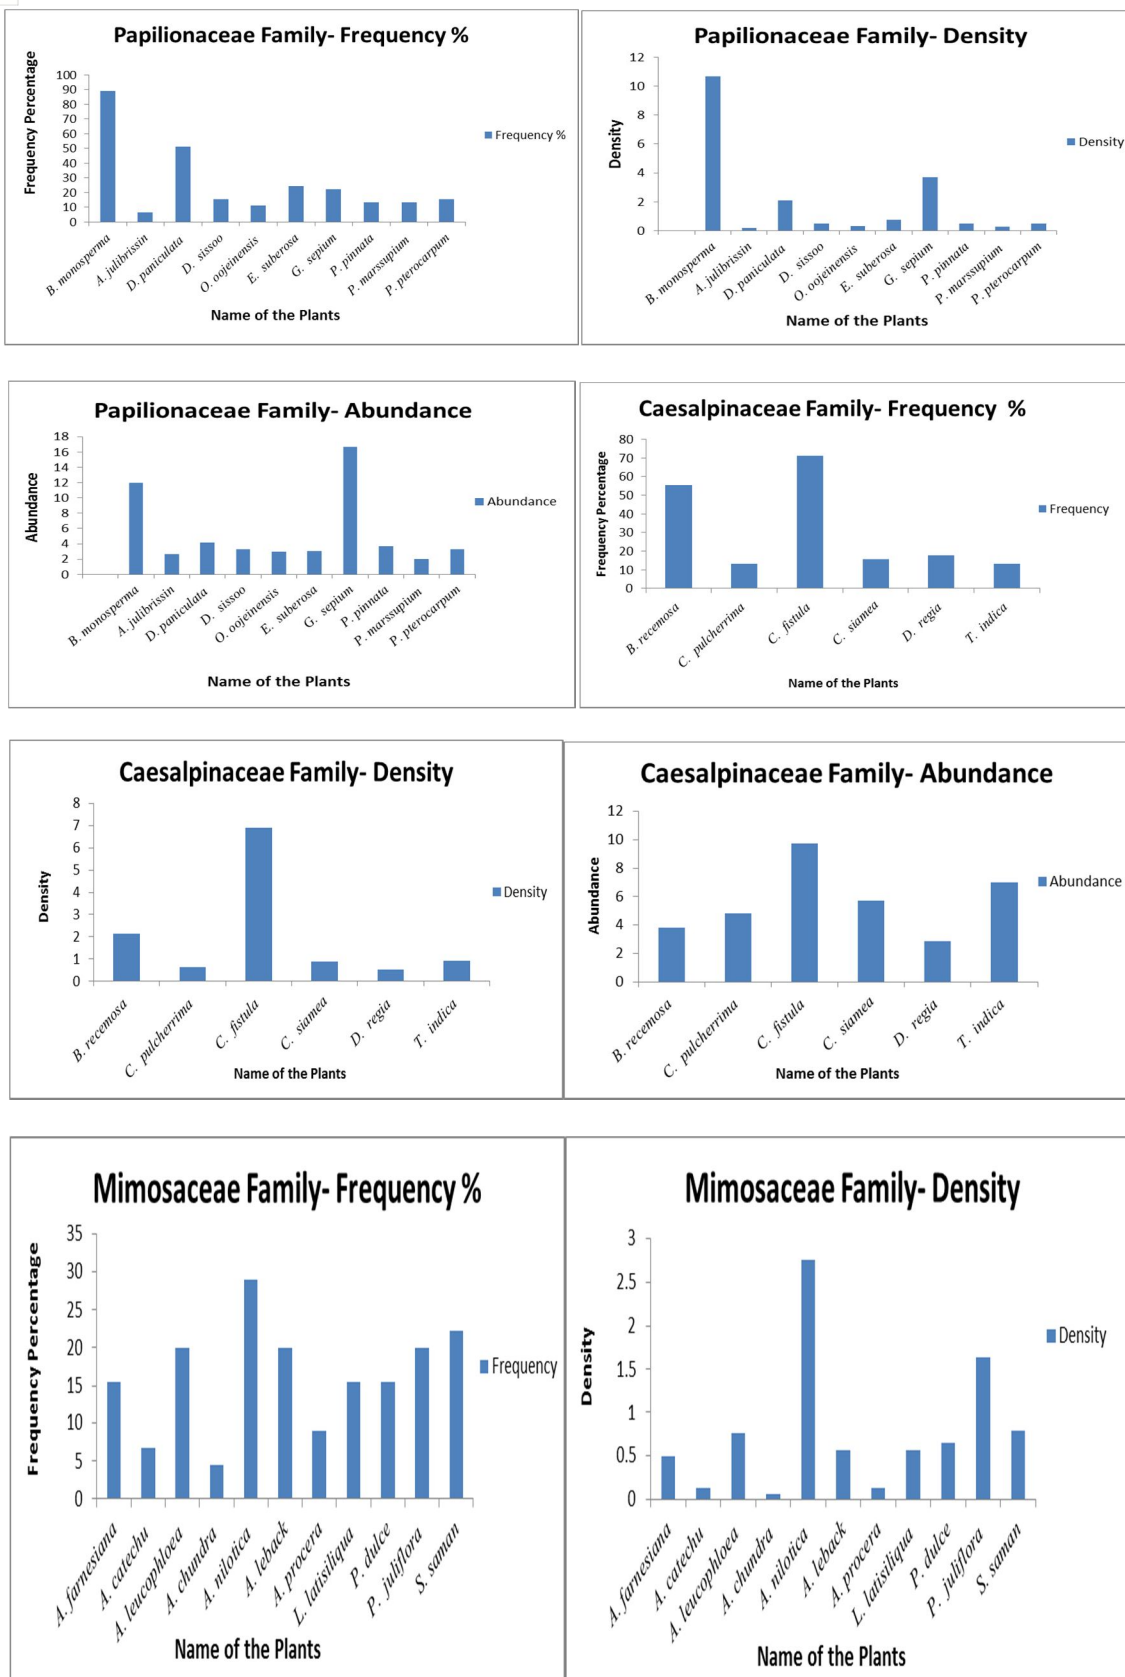 Papilionaceae Family- Frequency %
Frequency Percentage
100
90
80
70
60
50
40
30
20
10
0
Frequency %
B. monosperma
A. julibrissin
D. paniculata
D. sissoo
O. oojeinensis
E. suberosa
G. sepium
P. pinnata
P. marssupium
P. pterocarpum
Name of the Plants
Papilionaceae Family- Density
Density
12
10
8
6
4
2
0
Density
B. monosperma
A. julibrissin
D. paniculata
D. sissoo
O. oojeinensis
E. suberosa
G. sepium
P. pinnata
P. marssupium
P. pterocarpum
Name of the Plants
Papilionaceae Family- Abundance
Abundance
18
16
14
12
10
8
6
4
2
0
Abundance
B. monosperma
A. julibrissin
D. paniculata
D. sissoo
O. oojeinensis
E. suberosa
G. sepium
P. pinnata
P. marssupium
P. pterocarpum
Name of the Plants
Caesalpinaceae Family- Frequency %
Frequency Percentage
80
70
60
50
40
30
20
10
0
Frequency
B. recemosa
C. pulcherrima
C. fistula
C. siamea
D. regia
T. indica
Name of the Plants
Caesalpinaceae Family- Density
Density
8
7
6
5
4
3
2
1
0
Density
B. recemosa
C. pulcherrima
C. fistula
C. siamea
D. regia
T. indica
Name of the Plants
Caesalpinaceae Family- Abundance
Abundance
12
10
8
6
4
2
0
Abundance
B. recemosa
C. pulcherrima
C. fistula
C. siamea
D. regia
T. indica
Name of the Plants
Mimosaceae Family- Frequency %
Frequency Percentage
35
30
25
20
15
10
5
0
Frequency
A. farnesiana
A. catechu
A. leucophloea
A. chundra
A. nilotica
A. leback
A. procera
L. latisiliqua
P. dulce
P. juliflora
S. saman
Name of the Plants
Mimosaceae Family- Density
Density
3
2.5
2
1.5
1
0.5
0
Density
A. farnesiana
A. catechu
A. leucophloea
A. chundra
A. nilotica
A. leback
A. procera
L. latisiliqua
P. dulce
P. juliflora
S. saman
Name of the Plants